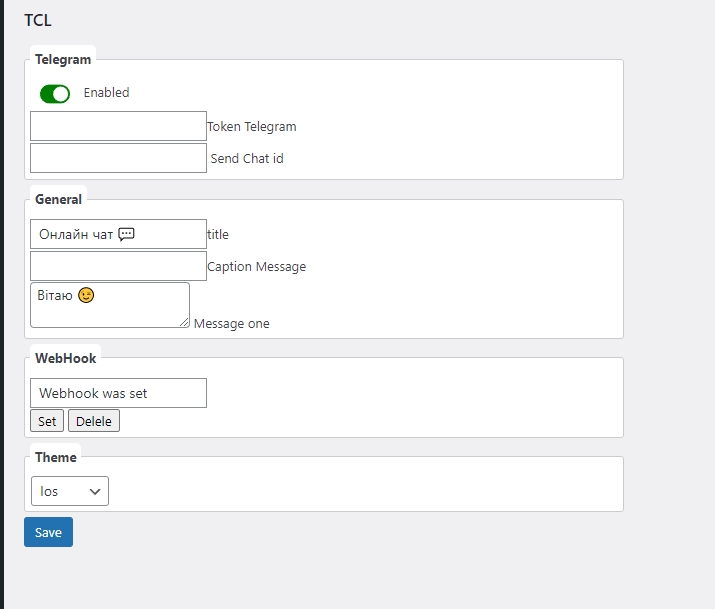 TCL
Telegram
Enabled
Token Telegram
Send Chat id
General
Онлайн чат 💬 title
Caption Message
Вітаю 😉
Message one
WebHook
Webhook was set
Set Delele
Theme
Ios
Save